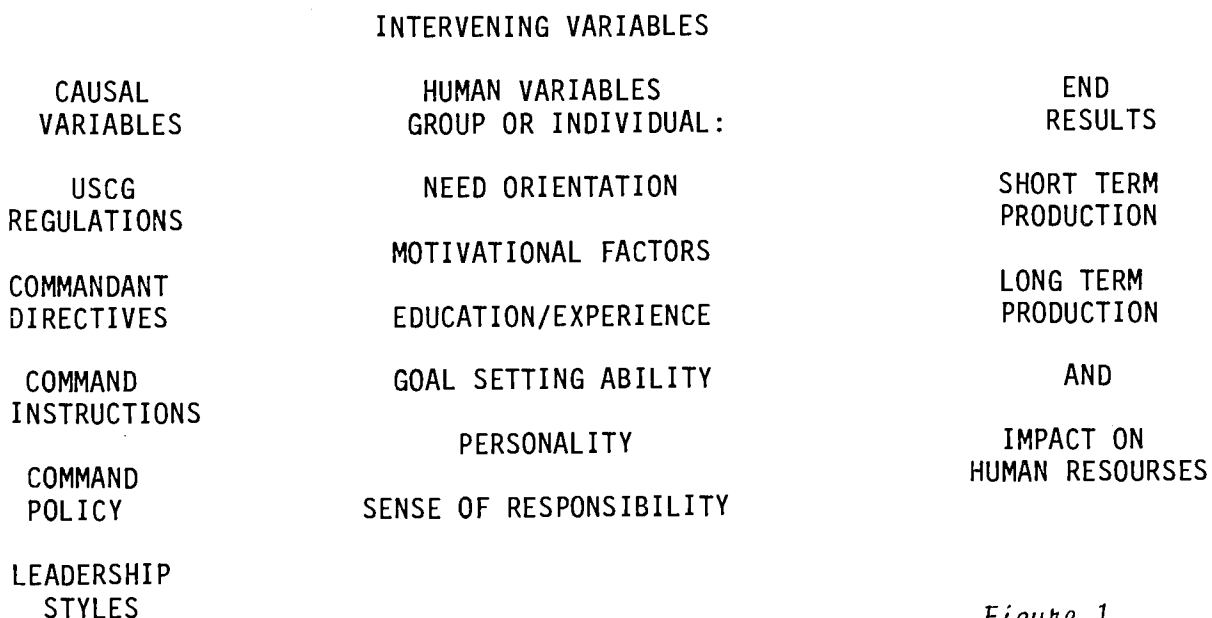 INTERVENING VARIABLES
CAUSAL
VARIABLES
USCG
REGULATIONS
COMMANDANT
DIRECTIVES
COMMAND
INSTRUCTIONS
COMMAND
POLICY
LEADERSHIP
STYLES
HUMAN VARIABLES
GROUP OR INDIVIDUAL:
NEED ORIENTATION
MOTIVATIONAL FACTORS
EDUCATION/EXPERIENCE
GOAL SETTING ABILITY
PERSONALITY
SENSE OF RESPONSIBILITY
END
RESULTS
SHORT TERM
PRODUCTION
LONG TERM
PRODUCTION
AND
IMPACT ON
HUMAN RESOURSES
Figure 1